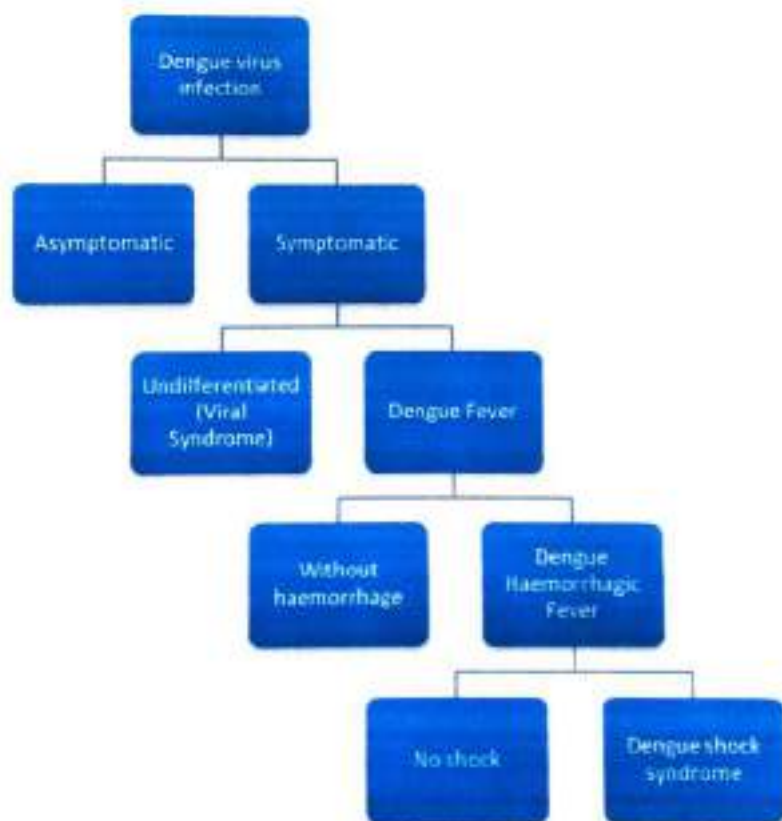 Dengue virus
infection
Asymptomatic
Symptomatic
Undifferentiated
(Viral
Syndrome)
Dengue Fever
Without
haemorrhage
Dengue
Haemorrhagic
Fever
No shock
Dengue shock
syndrome